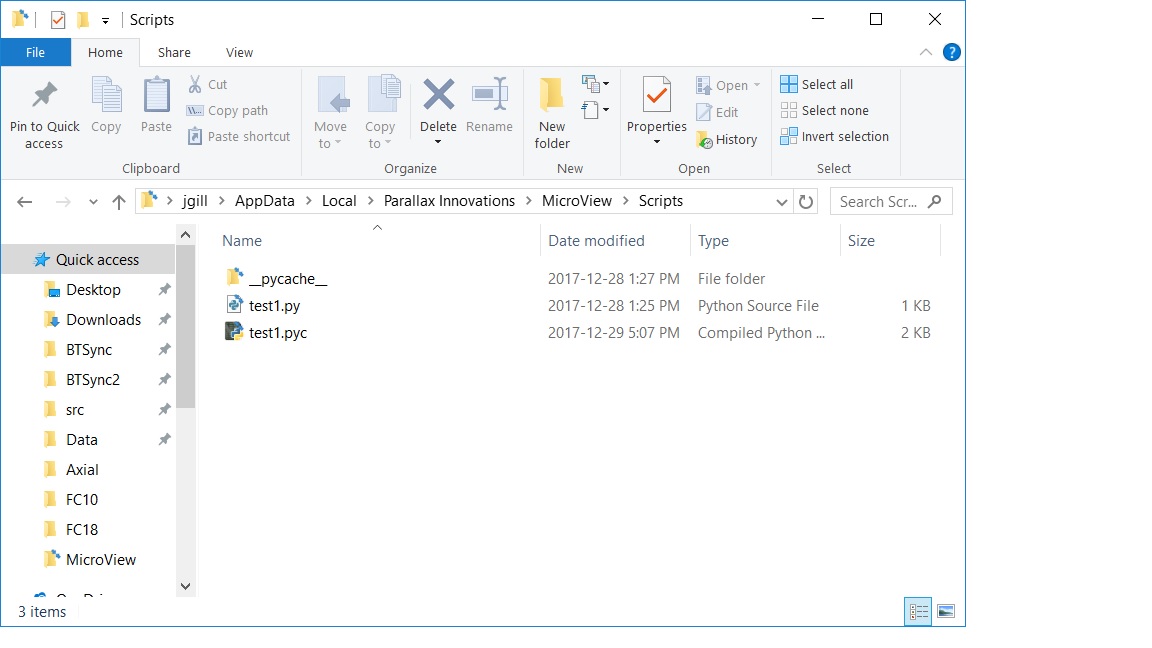 Scripts
File Home Share View ?
Pin to Quick access
Copy
Paste
Cut
Copy path
Paste shortcut
Clipboard
Move to
Copy to
Delete
Rename
Organize
New folder
New
Properties
Open
Edit
History
Open
Select all
Select none
Invert selection
Select
jgill > AppData > Local > Parallax Innovations > MicroView > Scripts
Search Scr...
Name Date modified Type Size
__pycache__ 2017-12-28 1:27 PM File folder
test1.py 2017-12-28 1:25 PM Python Source File 1 KB
test1.pyc 2017-12-29 5:07 PM Compiled Python ... 2 KB
Quick access
Desktop
Downloads
BTSync
BTSync2
src
Data
Axial
FC10
FC18
MicroView
3 items